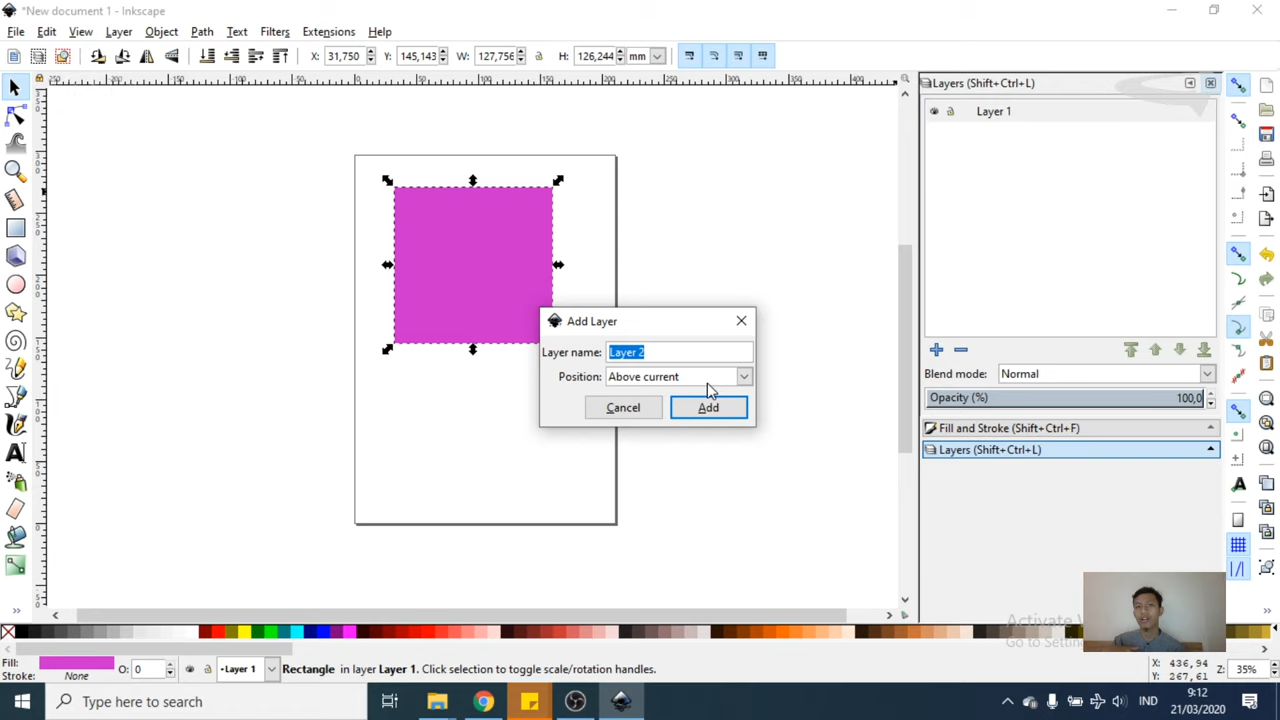 *New document 1 - Inkscape
File Edit View Layer Object Path Text Filters Extensions Help
X: 31,750 Y: 145,143 W: 127,756 H: 126,244 mm
Layers (Shift+Ctrl+L)
Layer 1
Add Layer
Layer name: Layer 2
Position: Above current
Cancel Add
Blend mode: Normal
Opacity (%) 100,0
Fill and Stroke (Shift+Ctrl+F)
Layers (Shift+Ctrl+L)
Activate
Go to Setti
Fill:
Stroke: None
O: 0
•Layer 1
Rectangle in layer Layer 1. Click selection to toggle scale/rotation handles.
X: 436,94
Y: 267,61
Z: 35%
Type here to search
IND
9:12
21/03/2020